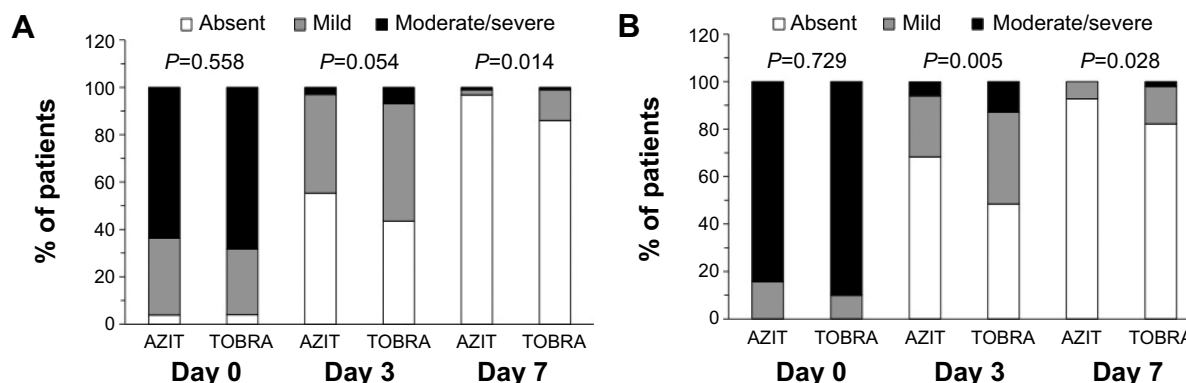 A
Absent Mild Moderate/severe
120
100
80
60
40
20
0
% of patients
P=0.558 P=0.054 P=0.014
AZIT TOBRA AZIT TOBRA AZIT TOBRA
Day 0 Day 3 Day 7
B
Absent Mild Moderate/severe
120
100
80
60
40
20
0
% of patients
P=0.729 P=0.005 P=0.028
AZIT TOBRA AZIT TOBRA AZIT TOBRA
Day 0 Day 3 Day 7